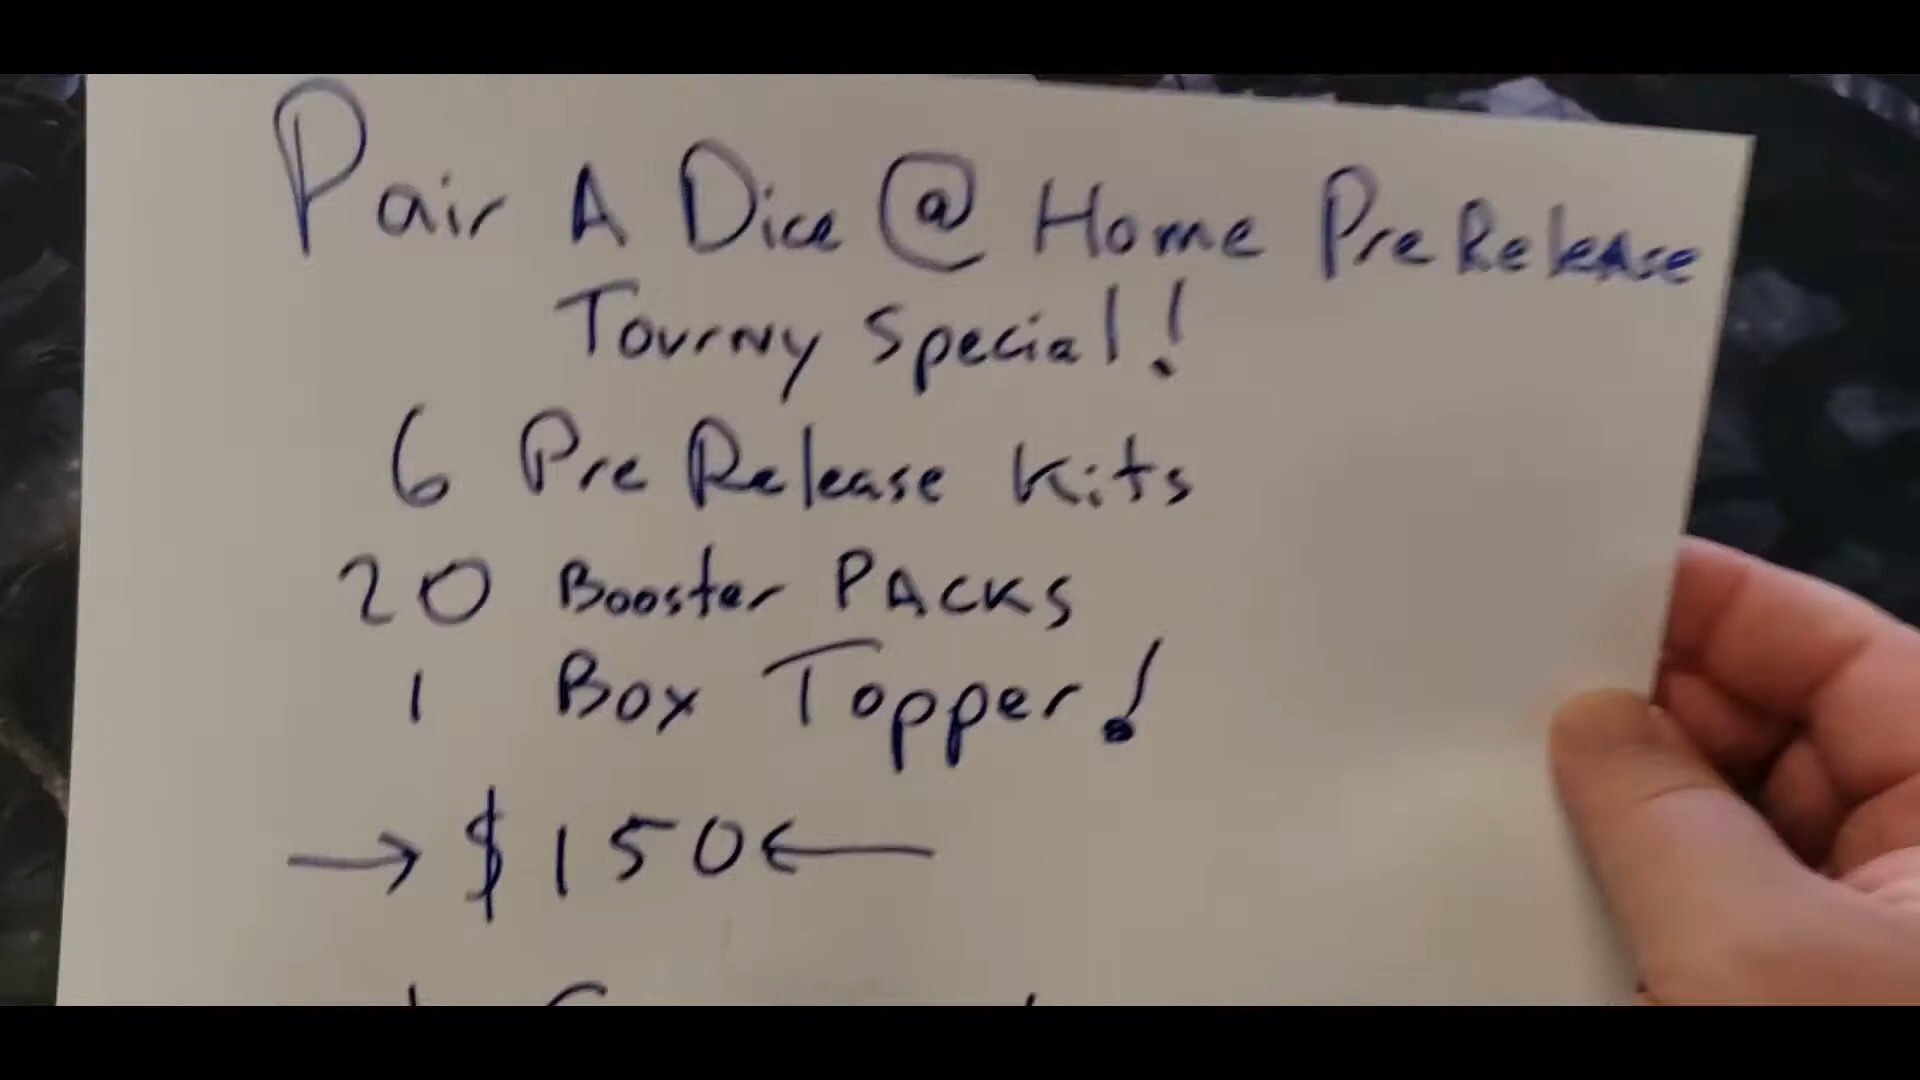 Pair A Dice @ Home PreRelease
Tourny Special!
6 PreRelease Kits
20 Booster PACKS
1 Box Topper!
→ $150 ←